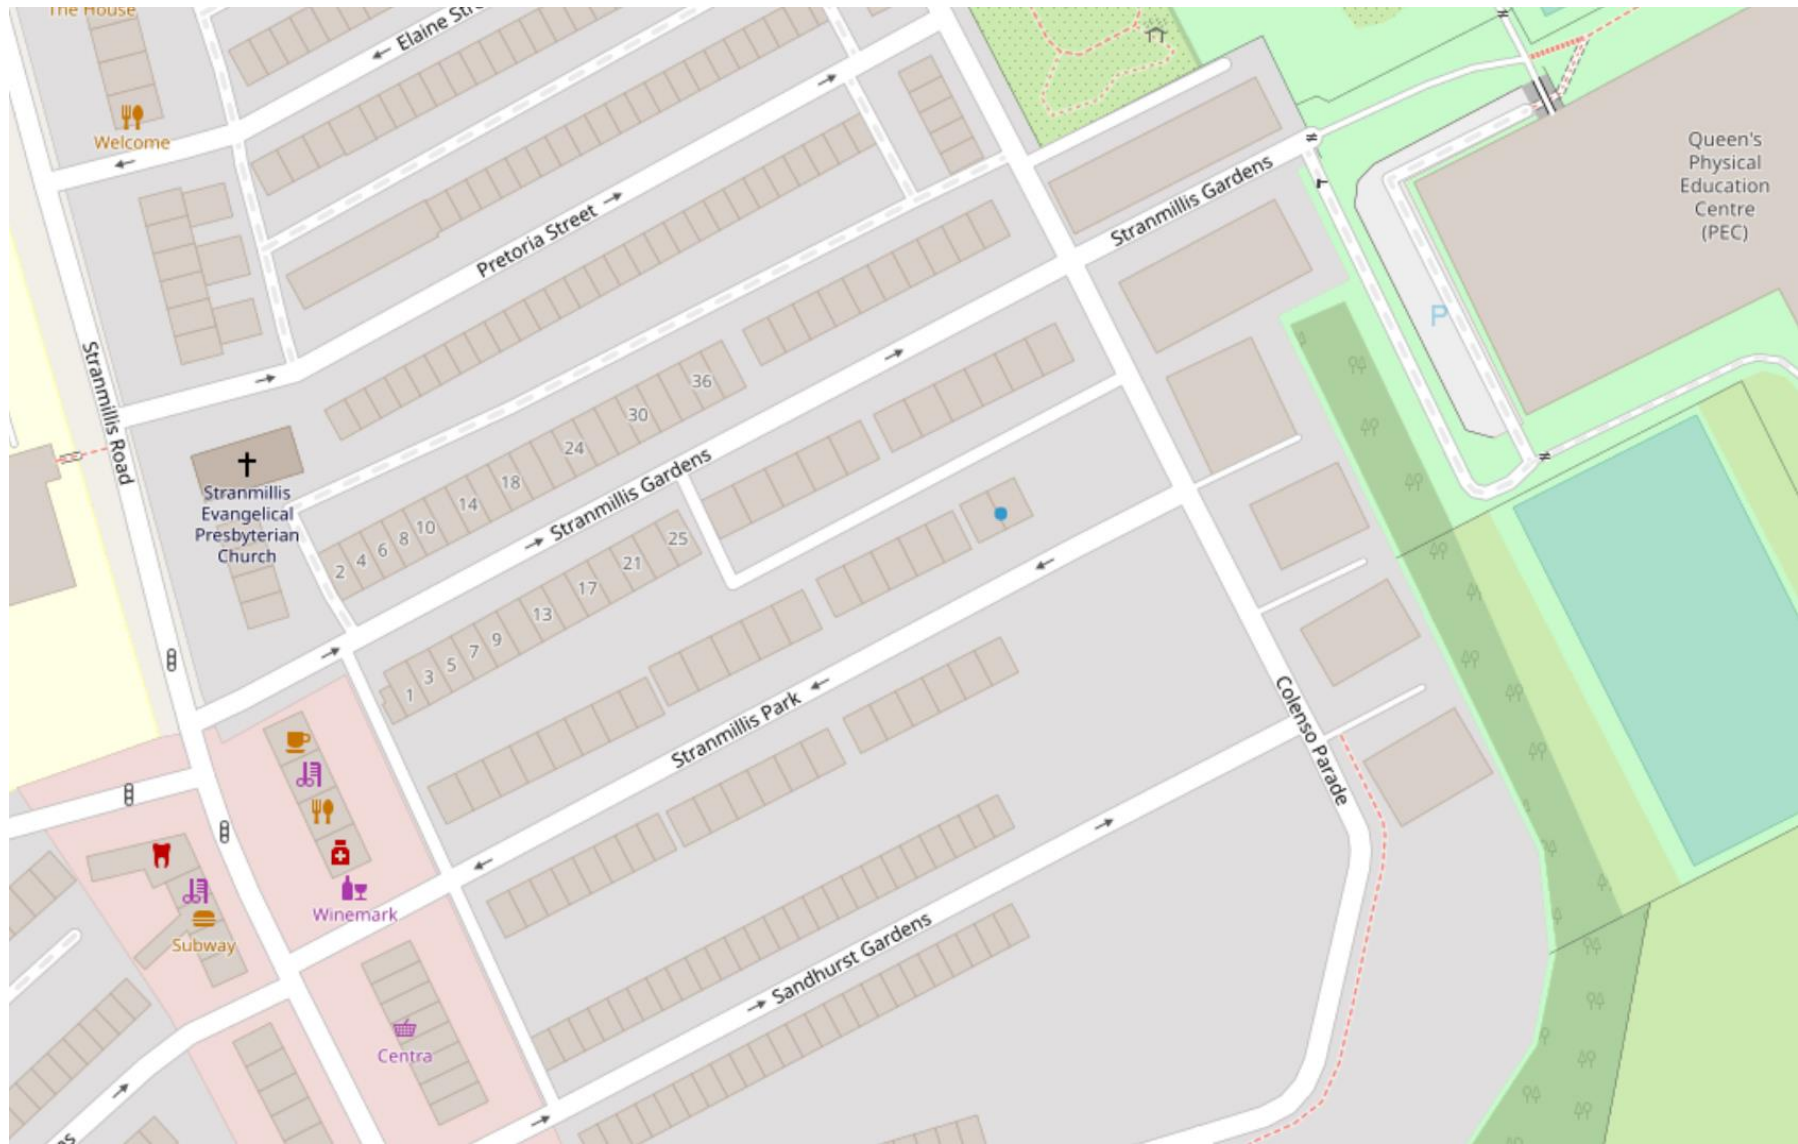 The House
Elaine Str
Welcome
Queen's
Physical
Education
Centre
(PEC)
Stranmillis Gardens
Pretoria Street
P
Stranmillis Road
36
30
24
18
14
10
8
6
4
2
Stranmillis
Evangelical
Presbyterian
Church
Stranmillis Gardens
25
21
17
13
9
7
5
3
1
Stranmillis Park
Colenso Parade
Winemark
Subway
Sandhurst Gardens
Centra